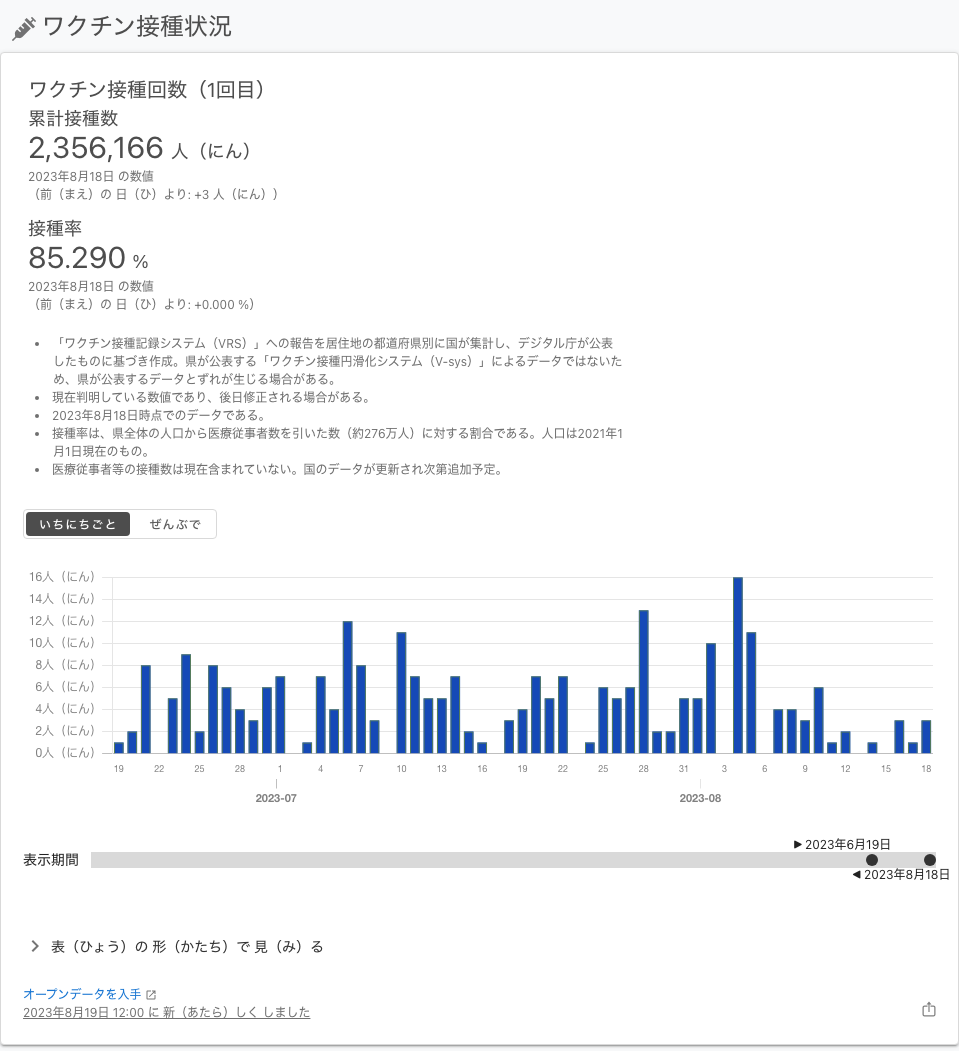 ワクチン接種状況
ワクチン接種回数（1回目）
累計接種数
2,356,166 人（にん）
2023年8月18日 の数値
（前（まえ）の 日（ひ）より: +3 人（にん））
接種率
85.290 %
2023年8月18日 の数値
（前（まえ）の 日（ひ）より: +0.000 %）
• 「ワクチン接種記録システム（VRS）」への報告を居住地の都道府県別に国が集計し、デジタル庁が公表
したものに基づき作成。県が公表する「ワクチン接種円滑化システム（V-sys）」によるデータではないた
め、県が公表するデータとずれが生じる場合がある。
• 現在判明している数値であり、後日修正される場合がある。
• 2023年8月18日時点でのデータである。
• 接種率は、県全体の人口から医療従事者数を引いた数（約276万人）に対する割合である。人口は2021年1
月1日現在のもの。
• 医療従事者等の接種数は現在含まれていない。国のデータが更新され次第追加予定。
いちにちごと ぜんぶで
16人（にん）
14人（にん）
12人（にん）
10人（にん）
8人（にん）
6人（にん）
4人（にん）
2人（にん）
0人（にん）
19 22 25 28 1 4 7 10 13 16 19 22 25 28 31 3 6 9 12 15 18
2023-07 2023-08
▶ 2023年6月19日
表示期間
◀ 2023年8月18日
表（ひょう）の 形（かたち）で 見（み）る
オープンデータを入手
2023年8月19日 12:00 に 新（あたら）しく しました